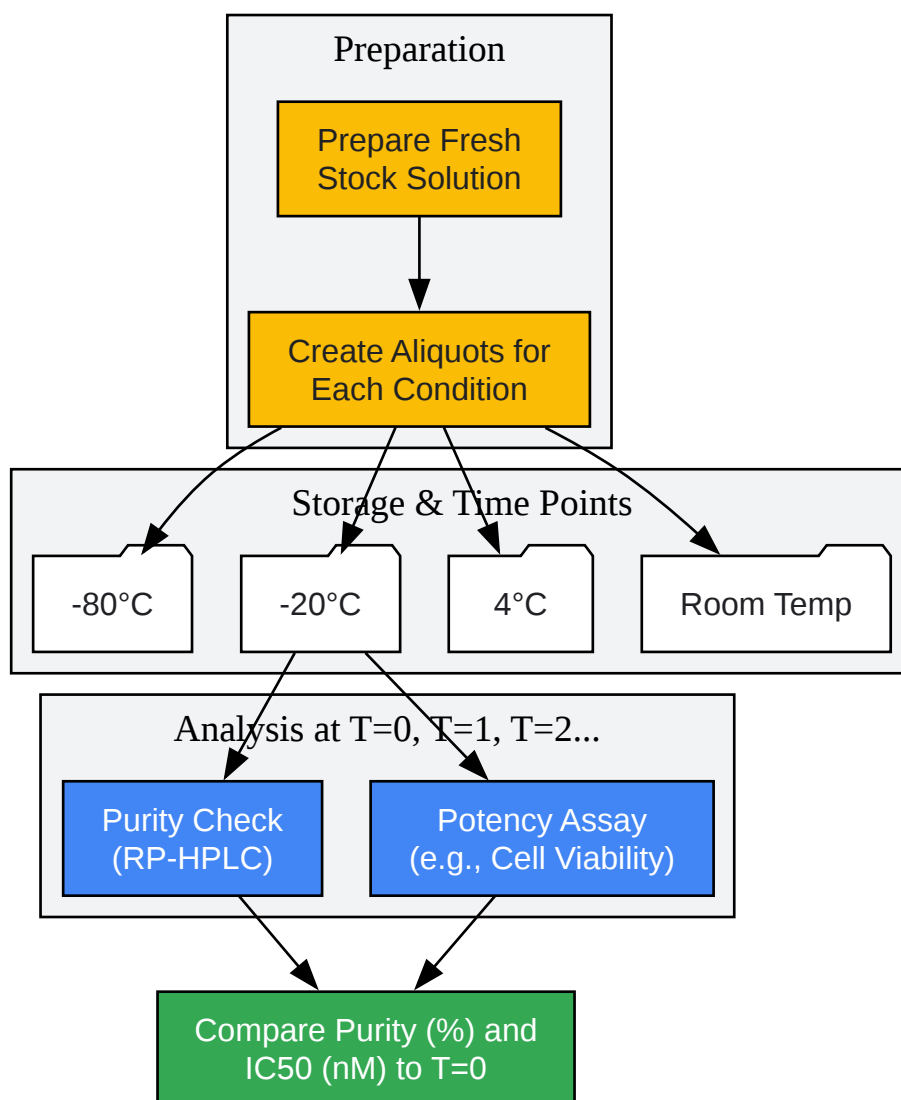 Preparation
Prepare Fresh
Stock Solution
Create Aliquots for
Each Condition
Storage & Time Points
-80°C
-20°C
4°C
Room Temp
Analysis at T=0, T=1, T=2...
Purity Check
(RP-HPLC)
Potency Assay
(e.g., Cell Viability)
Compare Purity (%) and
IC50 (nM) to T=0